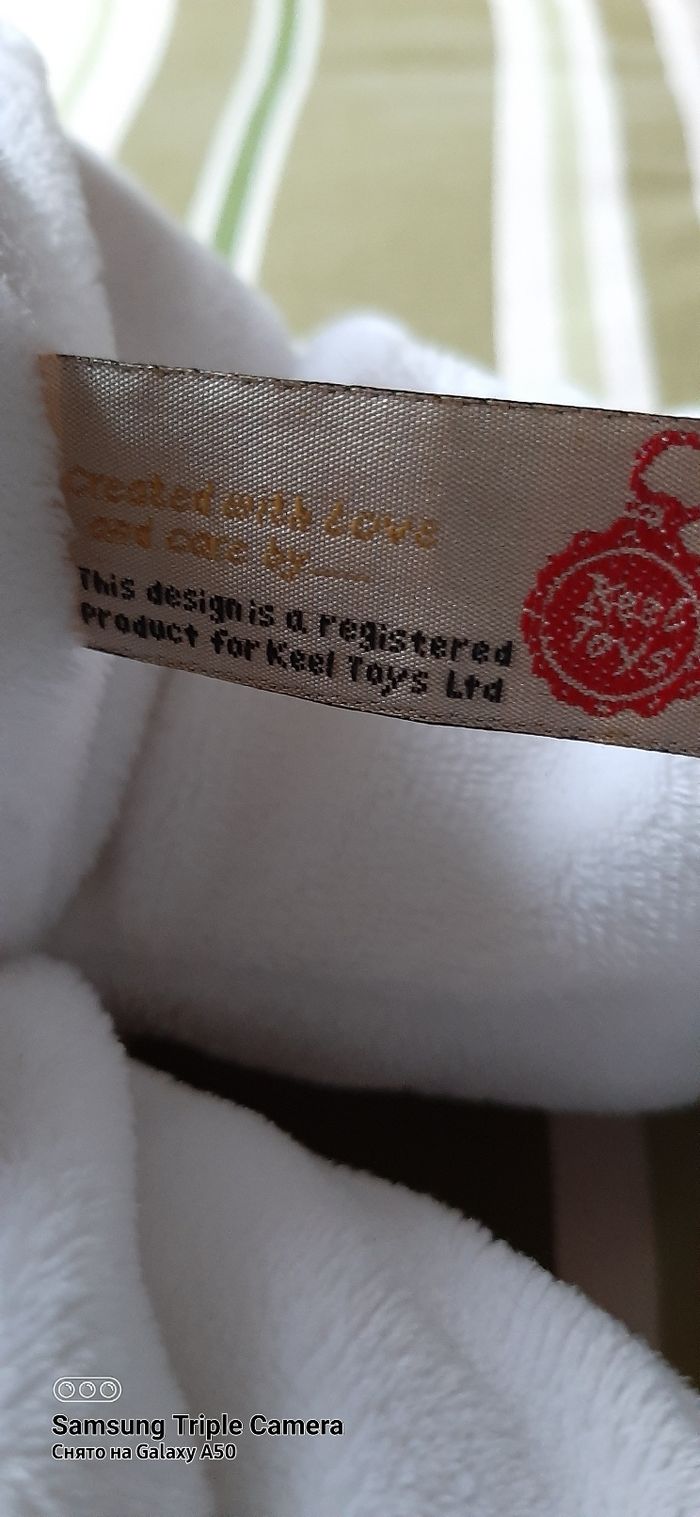 created with Love
and care by
This design is a registered
Product for Keel Toys Ltd
Keel
Toys
Samsung Triple Camera
Снято на Galaxy A50